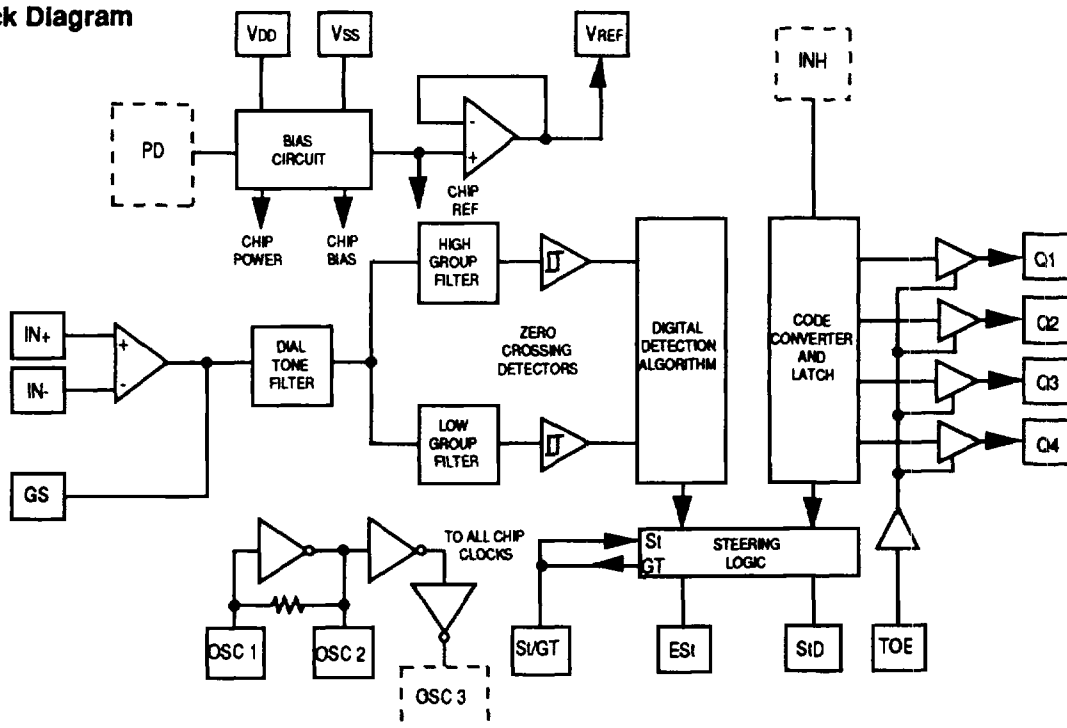 ck Diagram
VDD
VSS
VREF
INH
PD
BIAS
CIRCUIT
-
+
CHIP
REF
CHIP
POWER
CHIP
BIAS
HIGH
GROUP
FILTER
IN+
IN-
+
-
DIAL
TONE
FILTER
ZERO
CROSSING
DETECTORS
DIGITAL
DETECTION
ALGORITHM
CODE
CONVERTER
AND
LATCH
Q1
Q2
Q3
Q4
LOW
GROUP
FILTER
GS
TO ALL CHIP
CLOCKS
St
GT
STEERING
LOGIC
OSC 1
OSC 2
OSC 3
St/GT
ESt
StD
TOE